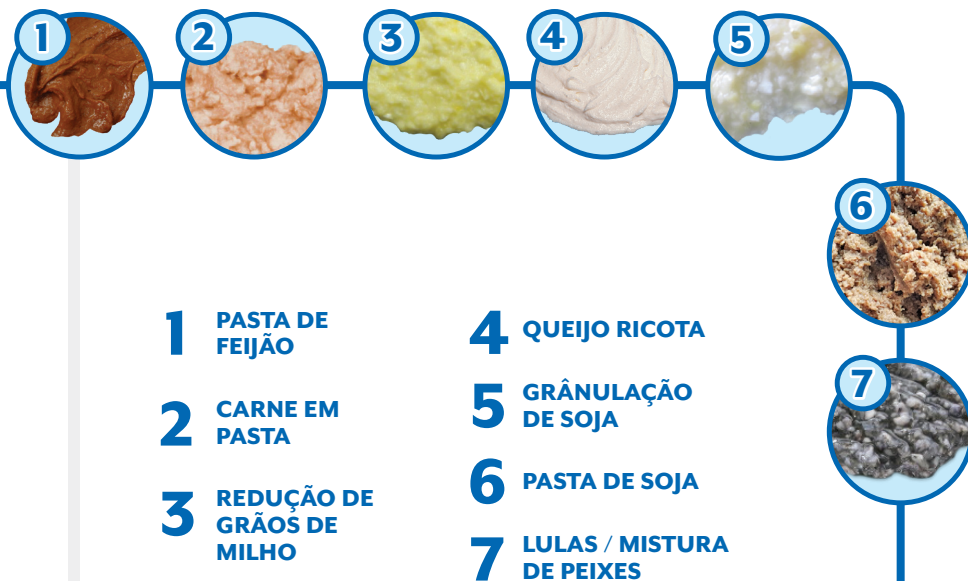 1
2
3
4
5
6
7
1 PASTA DE
FEIJÃO
2 CARNE EM
PASTA
3 REDUÇÃO DE
GRÃOS DE
MILHO
4 QUEIJO RICOTA
5 GRÂNULAÇÃO
DE SOJA
6 PASTA DE SOJA
7 LULAS / MISTURA
DE PEIXES